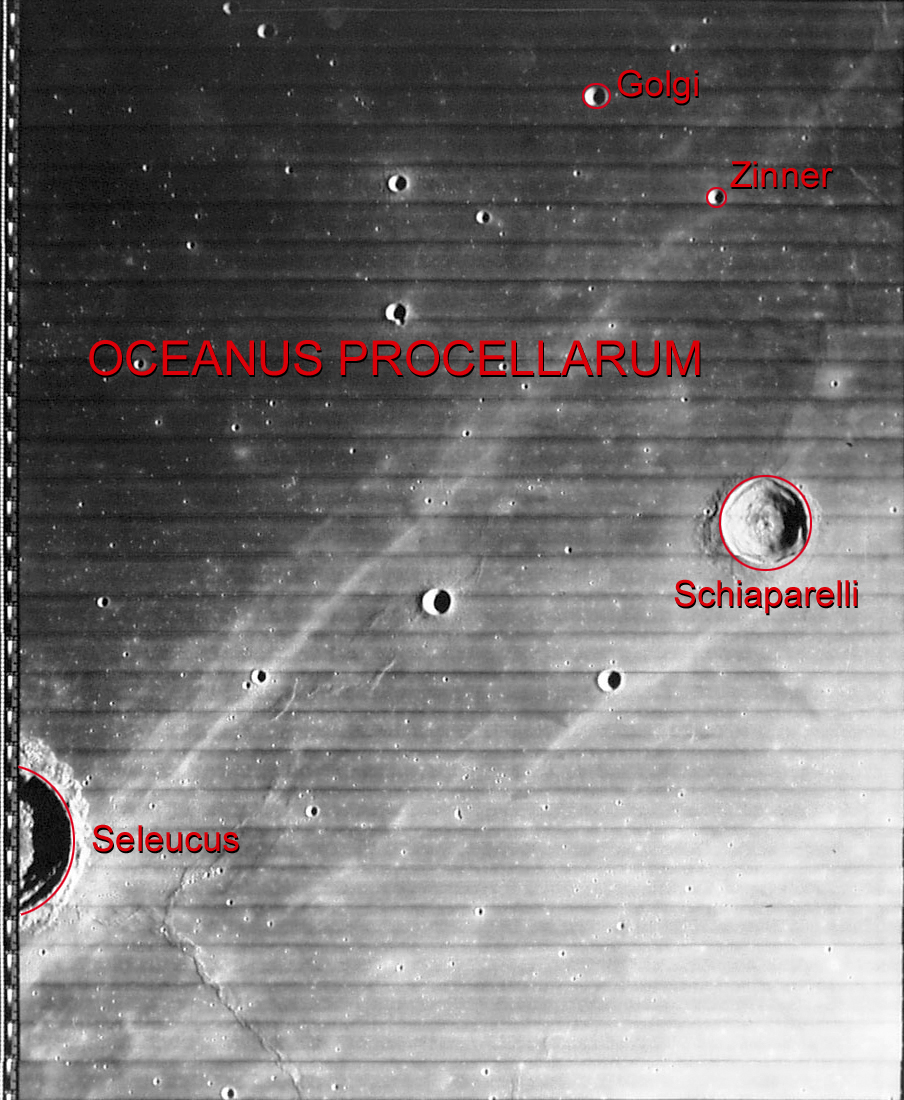 Golgi
Zinner
OCEANUS PROCELLARUM
Schiaparelli
Seleucus